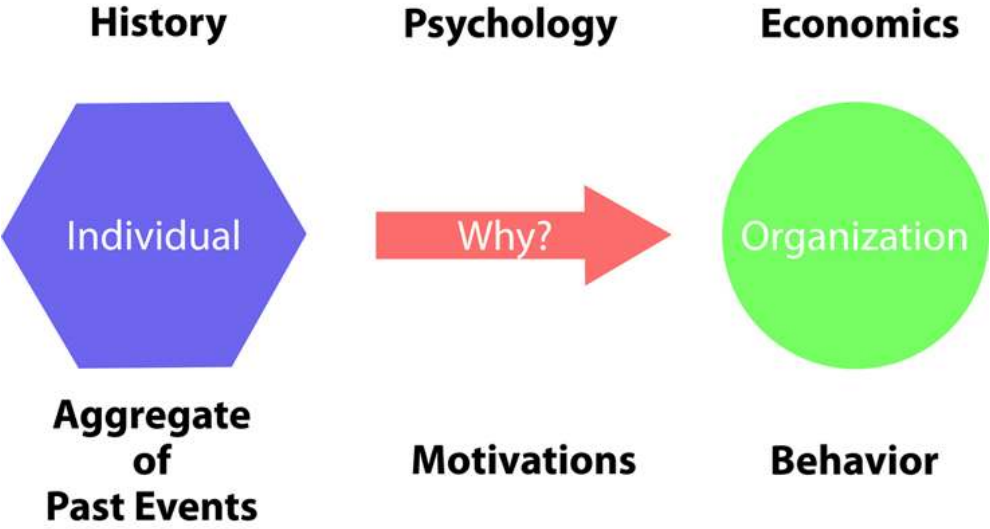 History
Psychology
Economics
Individual
Why?
Organization
Aggregate
of
Past Events
Motivations
Behavior